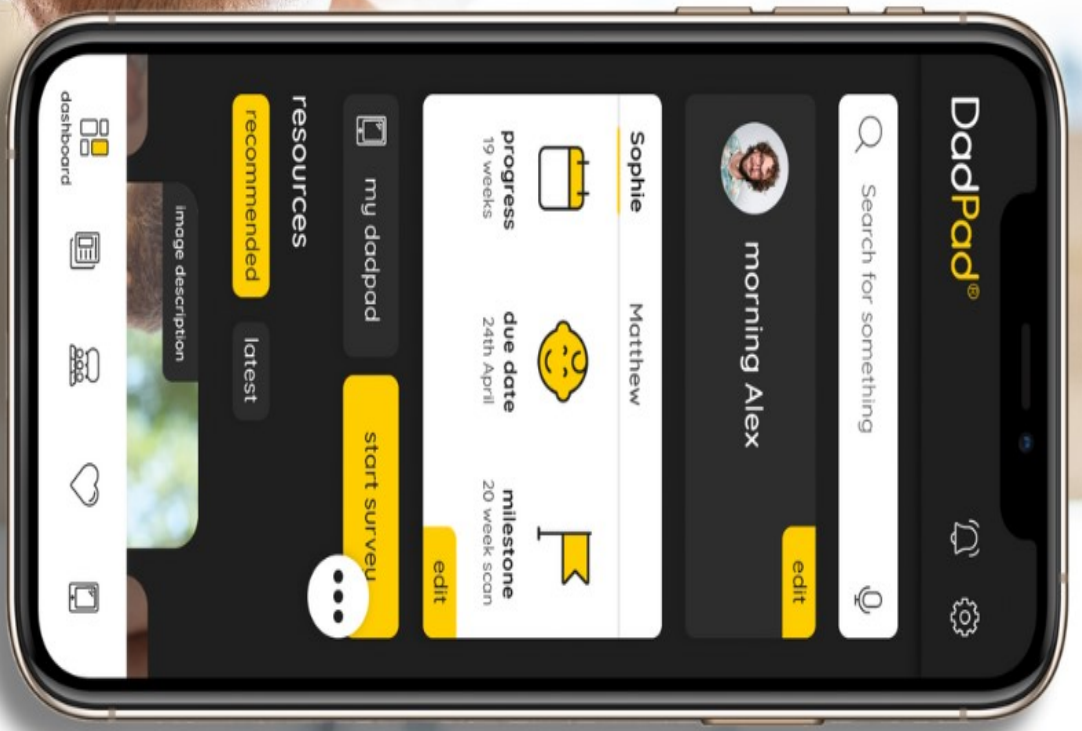 DadPad®
Search for something
morning Alex
edit
Sophie
Matthew
progress
19 weeks
due date
24th April
milestone
20 week scan
edit
my dadpad
start survey
resources
recommended
latest
image description
dashboard